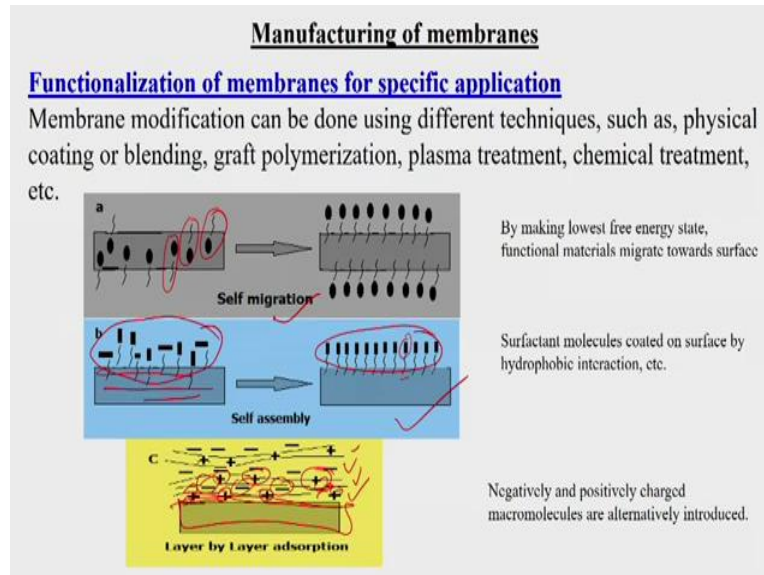 Manufacturing of membranes
Functionalization of membranes for specific application
Membrane modification can be done using different techniques, such as, physical
coating or blending, graft polymerization, plasma treatment, chemical treatment,
etc.
a
Self migration
By making lowest free energy state,
functional materials migrate towards surface
b
Self assembly
Surfactant molecules coated on surface by
hydrophobic interaction, etc.
C
Layer by Layer adsorption
Negatively and positively charged
macromolecules are alternatively introduced.